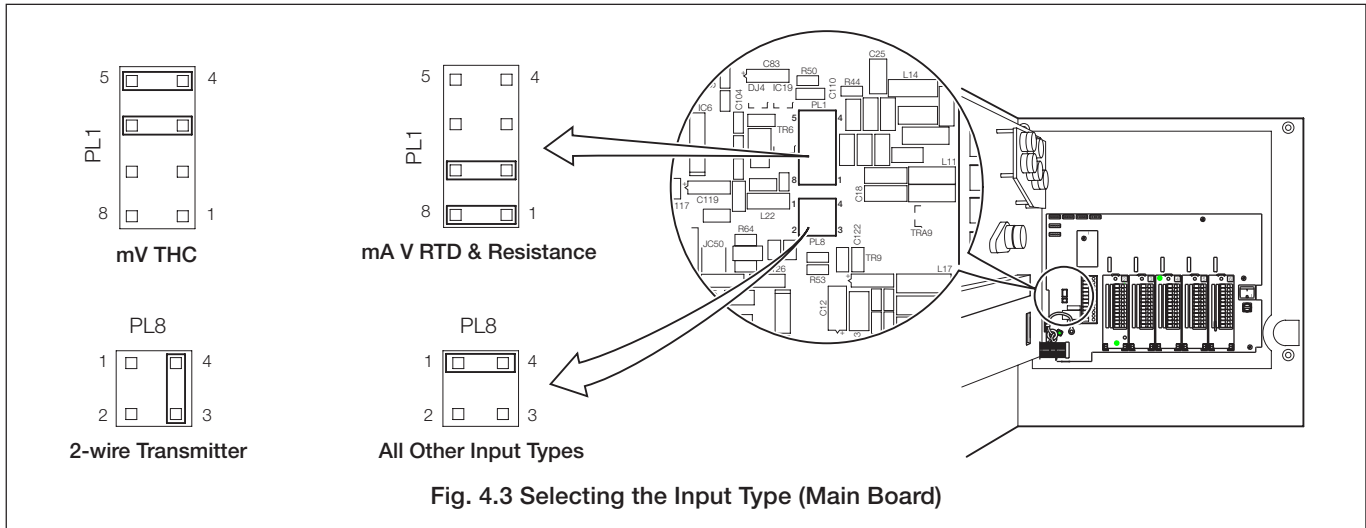 5 4
PL1
8 1
mV THC
5 4
PL1
8 1
mA V RTD & Resistance
PL8
1 4
2 3
2-wire Transmitter
PL8
1 4
2 3
All Other Input Types
C25
C83
R50
L14
DJ4 IC19
C110
R44
C104
IC6
PL1
5 4
TR6
8 1
L11
C18
117
C119
L22
1 4
2 3
PL8
R64
C122
TRA9
JC50
TR9
R53
L17
C12
Fig. 4.3 Selecting the Input Type (Main Board)